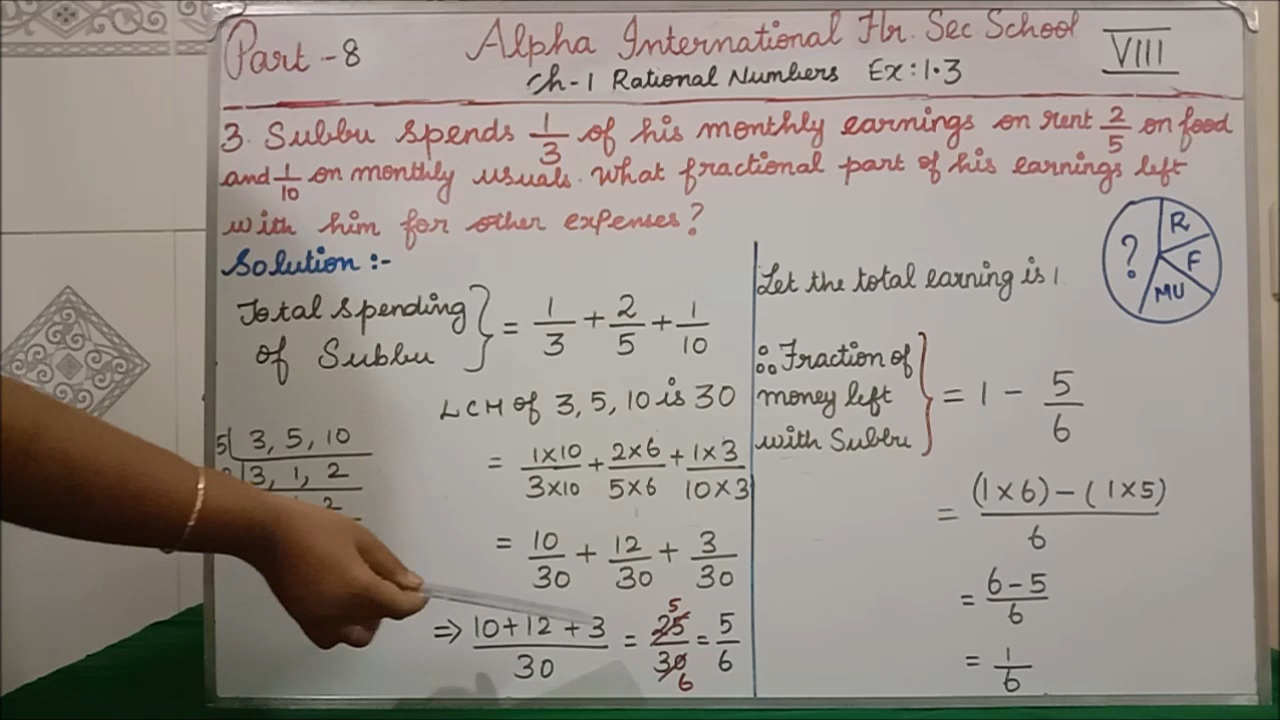 Part - 8
Alpha International Hr. Sec School
VIII
Ch-1 Rational Numbers Ex: 1.3
3. Subbu spends 1/3 of his monthly earnings on rent 2/5 on food
and 1/10 on monthly usuals. What fractional part of his earnings left
with him for other expenses?
Solution :-
Total spending
of Subbu } = 1/3 + 2/5 + 1/10
LCM of 3, 5, 10 is 30
5 | 3, 5, 10
3, 1, 2
2
= 1×10/3×10 + 2×6/5×6 + 1×3/10×3
= 10/30 + 12/30 + 3/30
⇒ 10+12+3/30 = 25/30 5 6 = 5/6
R
F
MU
?
Let the total earning is 1.
∴ Fraction of
money left
with Subbu } = 1 - 5/6
= (1×6) - (1×5)/6
= 6-5/6
= 1/6